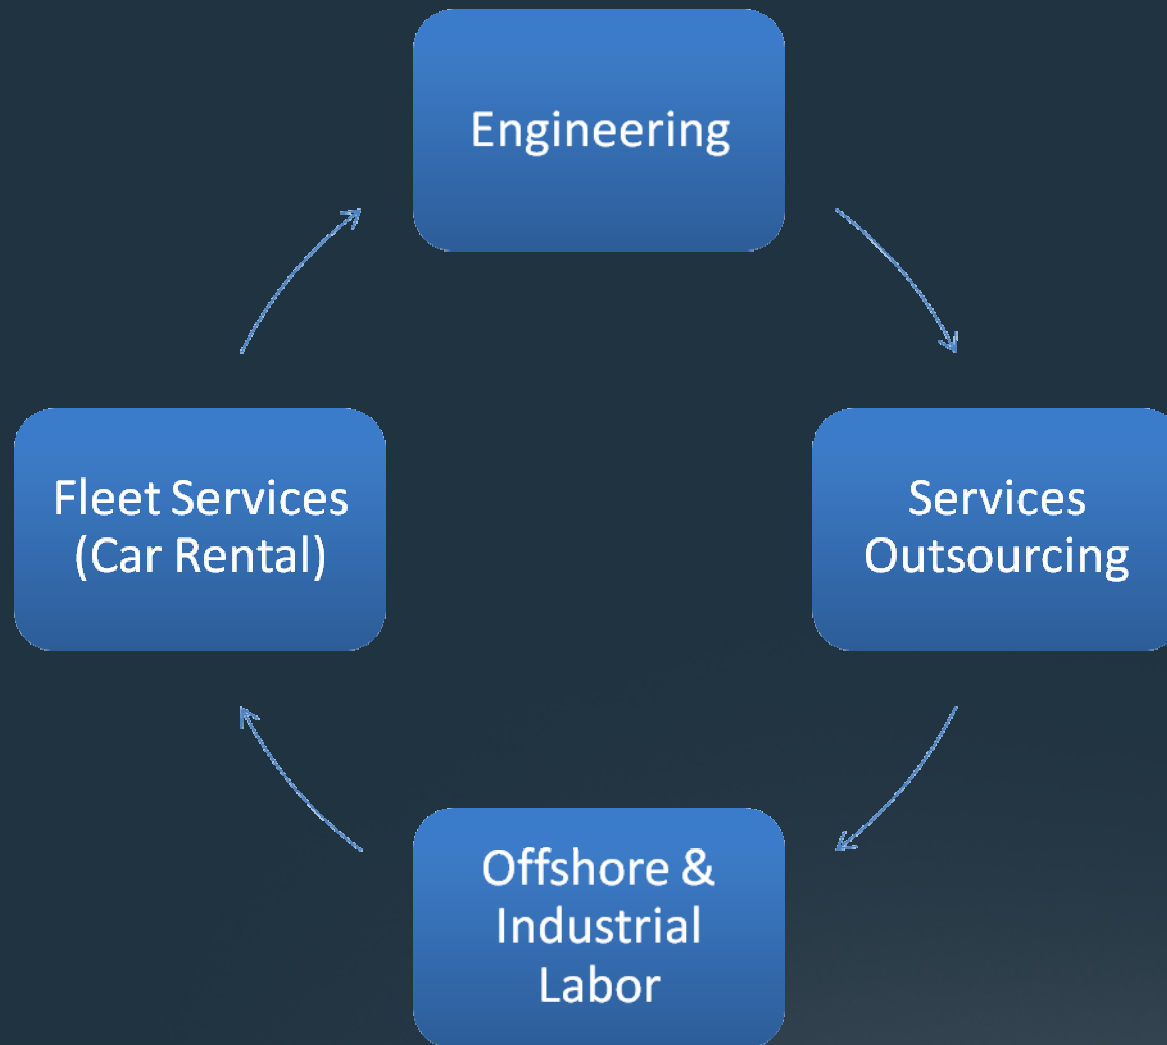 Engineering
Fleet Services
(Car Rental)
Services
Outsourcing
Offshore &
Industrial
Labor